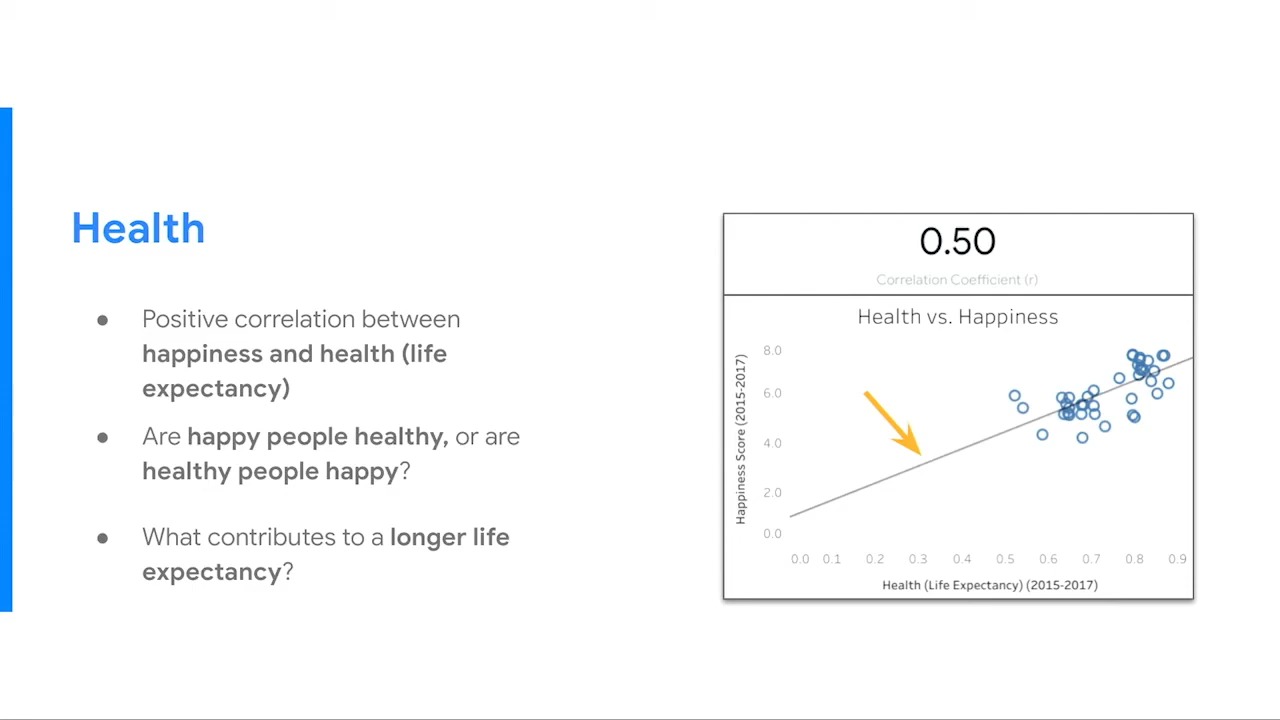 Health
● Positive correlation between
happiness and health (life
expectancy)
● Are happy people healthy, or are
healthy people happy?
● What contributes to a longer life
expectancy?
0.50
Correlation Coefficient (r)
Health vs. Happiness
Happiness Score (2015-2017)
8.0
6.0
4.0
2.0
0.0
0.0 0.1 0.2 0.3 0.4 0.5 0.6 0.7 0.8 0.9
Health (Life Expectancy) (2015-2017)